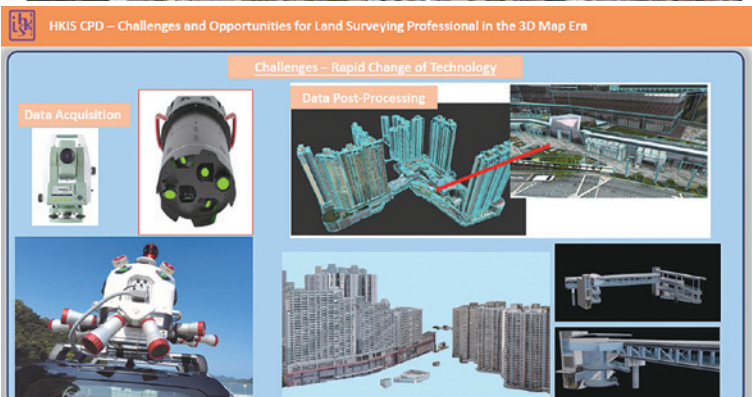 HKIS CPD – Challenges and Opportunities for Land Surveying Professional in the 3D Map Era
Challenges – Rapid Change of Technology
Data Acquisition
Data Post-Processing